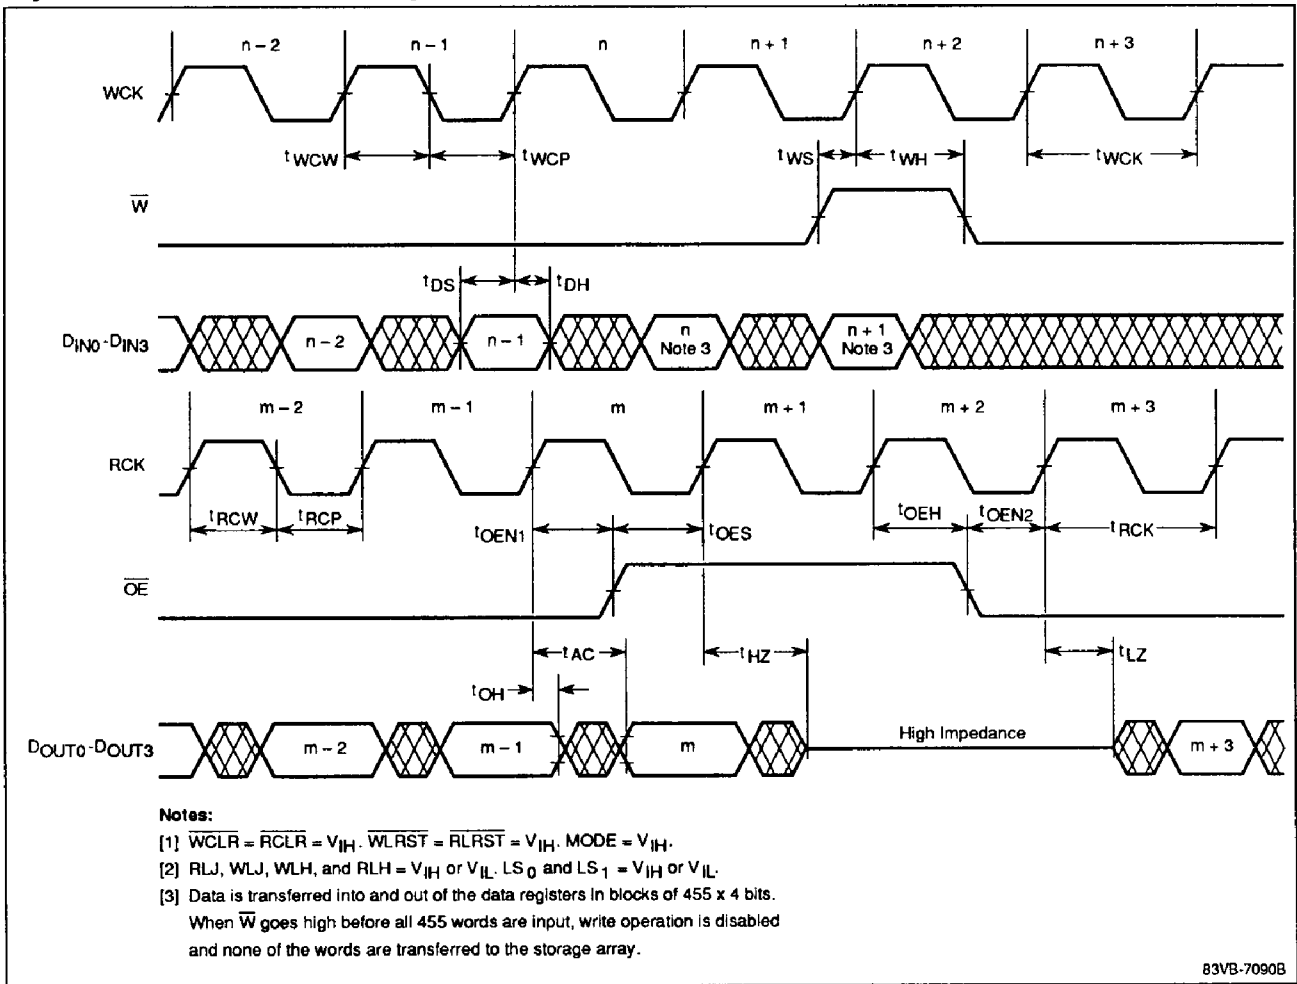 n – 2 n – 1 n n + 1 n + 2 n + 3
WCK
tWCW tWCP tWS tWH tWCK
W̅
tDS tDH
DIN0-DIN3 n – 2 n – 1 n Note 3 n + 1 Note 3
m – 2 m – 1 m m + 1 m + 2 m + 3
RCK
tRCW tRCP tOEN1 tOES tOEH tOEN2 tRCK
O̅E̅
tAC tHZ tLZ
tOH
DOUT0-DOUT3 m – 2 m – 1 m High Impedance m + 3
Notes:
[1] W̅C̅L̅R̅ = R̅C̅L̅R̅ = VIH. W̅L̅R̅S̅T̅ = R̅L̅R̅S̅T̅ = VIH. MODE = VIH.
[2] RLJ, WLJ, WLH, and RLH = VIH or VIL. LS0 and LS1 = VIH or VIL.
[3] Data is transferred into and out of the data registers in blocks of 455 x 4 bits.
When W̅ goes high before all 455 words are input, write operation is disabled
and none of the words are transferred to the storage array.
83VB-7090B